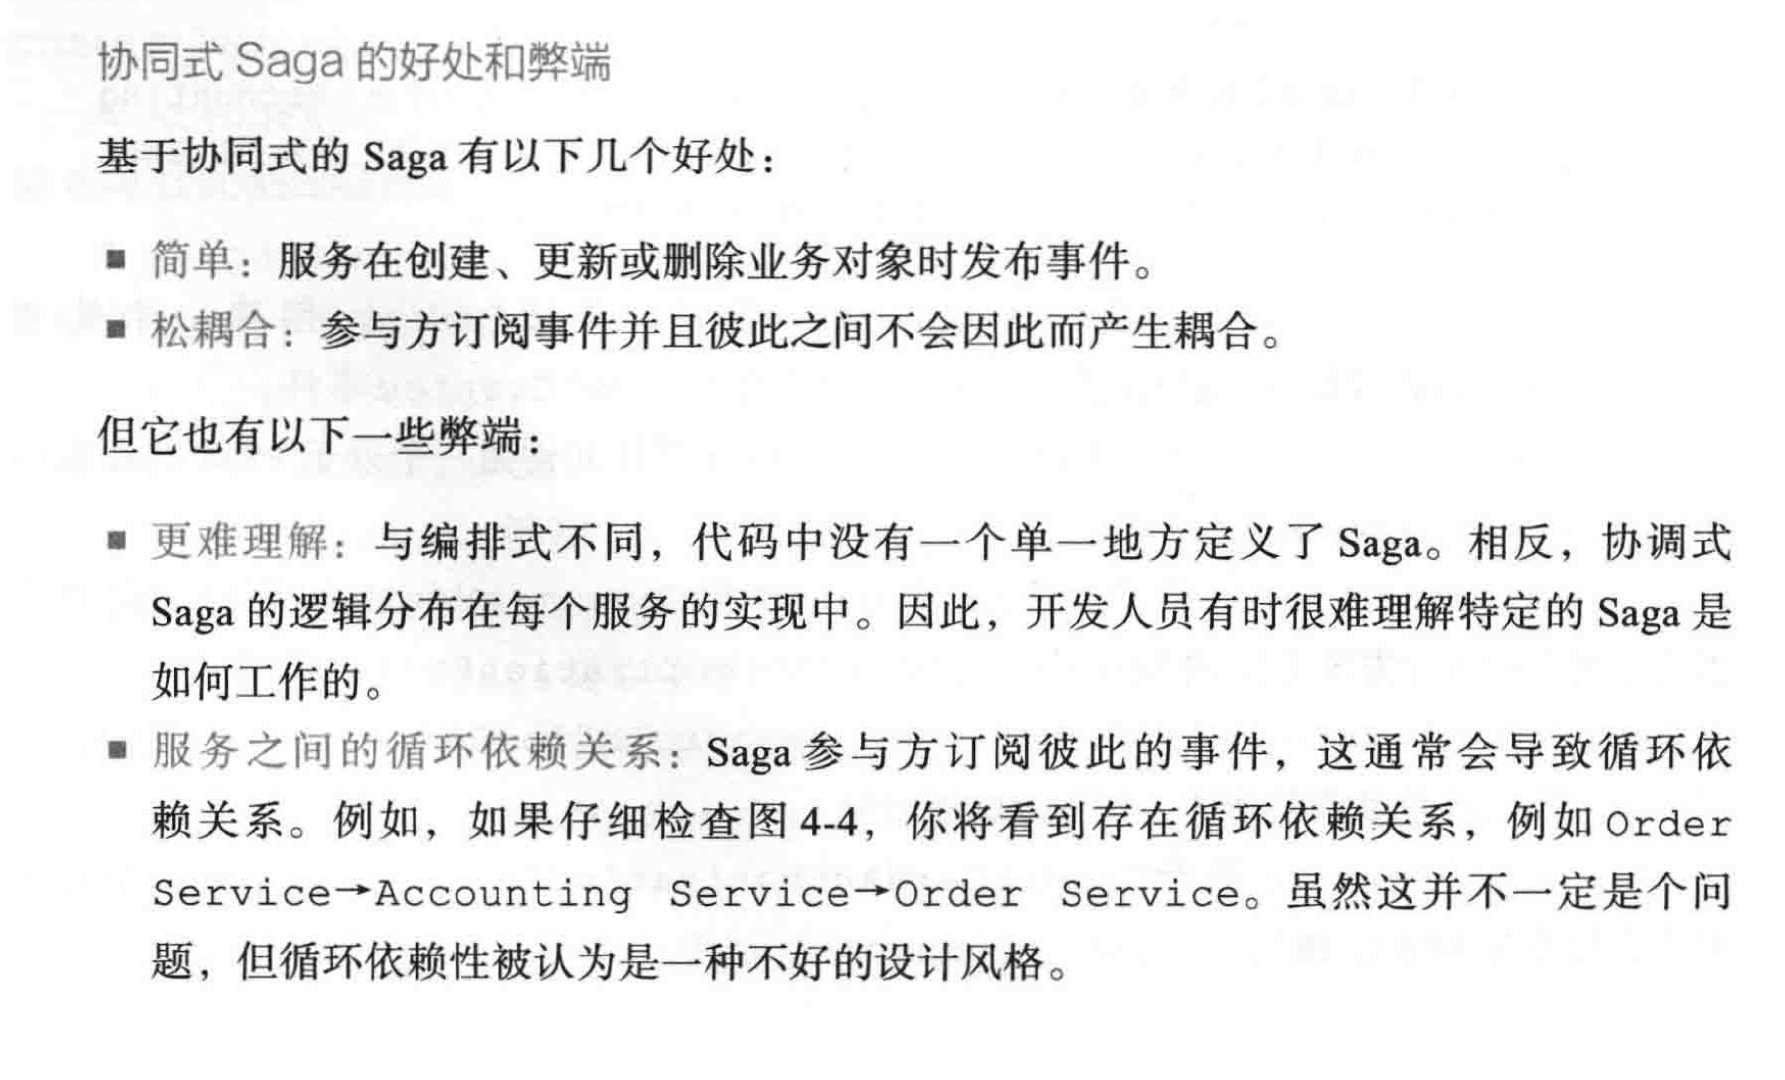 协同式 Saga 的好处和弊端
基于协同式的 Saga 有以下几个好处：
■ 简单：服务在创建、更新或删除业务对象时发布事件。
■ 松耦合：参与方订阅事件并且彼此之间不会因此而产生耦合。
但它也有以下一些弊端：
■ 更难理解：与编排式不同，代码中没有一个单一地方定义了 Saga。相反，协调式
Saga 的逻辑分布在每个服务的实现中。因此，开发人员有时很难理解特定的 Saga 是
如何工作的。
■ 服务之间的循环依赖关系：Saga 参与方订阅彼此的事件，这通常会导致循环依
赖关系。例如，如果仔细检查图 4-4，你将看到存在循环依赖关系，例如 Order
Service→Accounting Service→Order Service。虽然这并不一定是个问
题，但循环依赖性被认为是一种不好的设计风格。